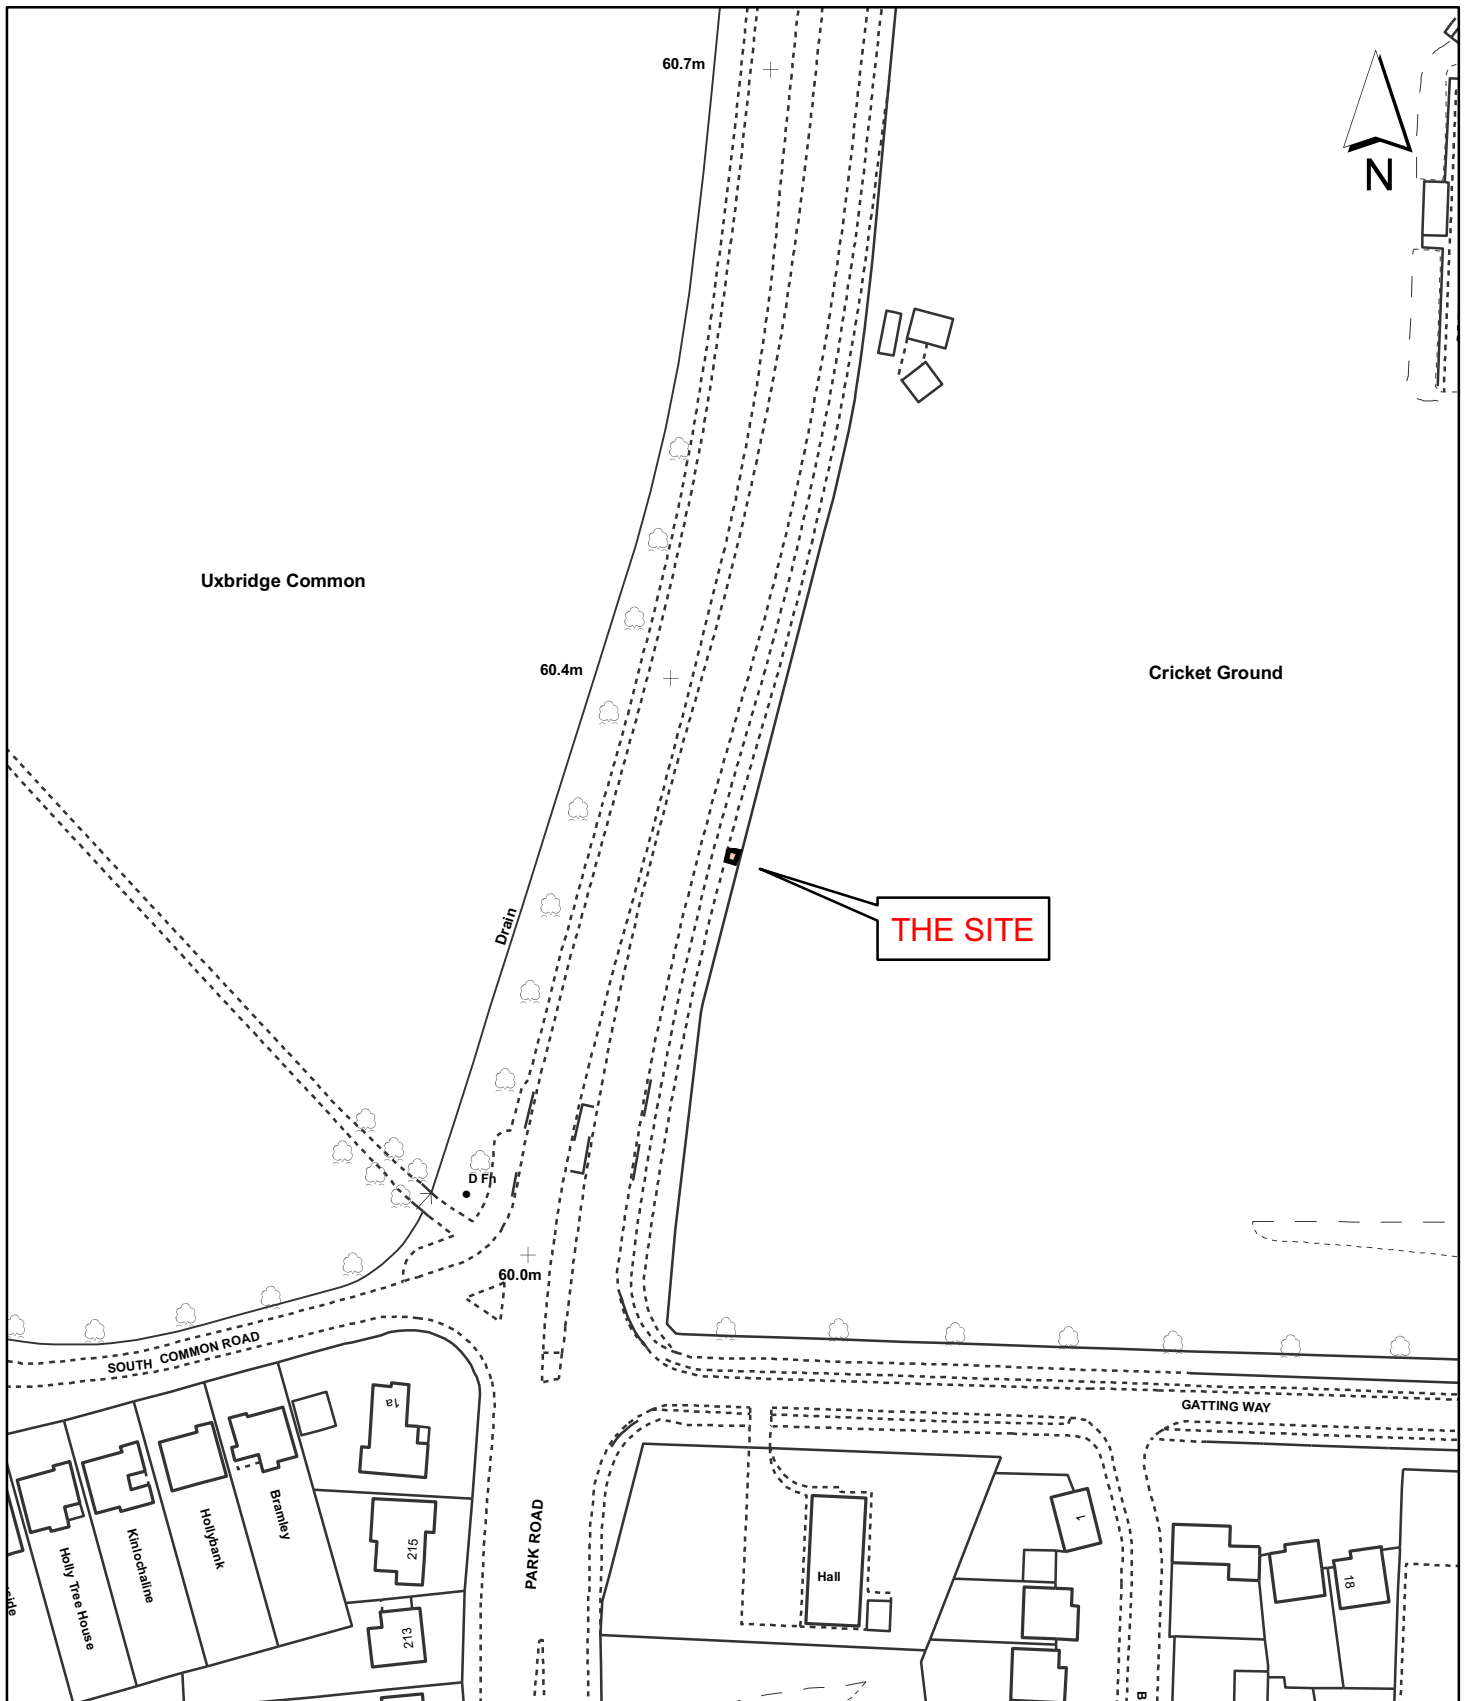 60.7m
N
Uxbridge Common
60.4m
Cricket Ground
Drain
THE SITE
D Fn
60.0m
SOUTH COMMON ROAD
GATTING WAY
1a
Bramley
Hollybank
Kinlochaline
Holly Tree House
215
PARK ROAD
Hall
1
18
213
B